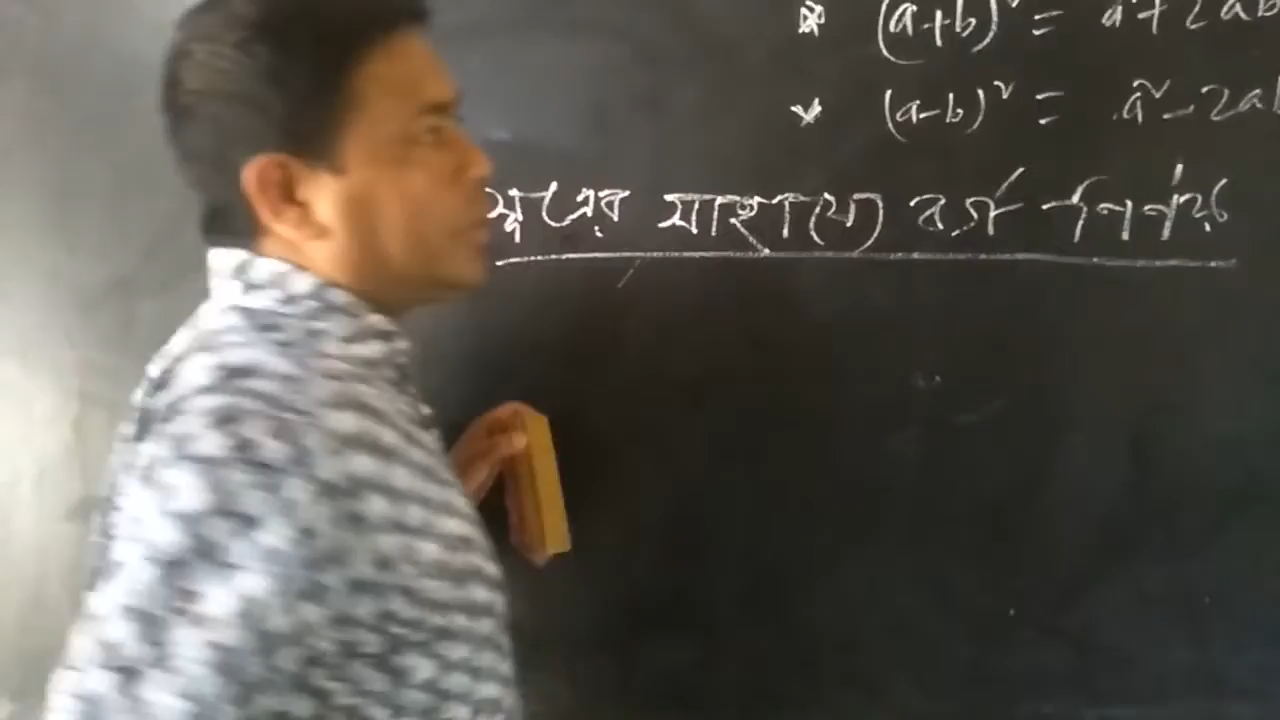 * (a+b)² = a² + 2ab
* (a-b)² = a² - 2ab
সূত্রের সাহায্যে বর্গ নির্ণয়